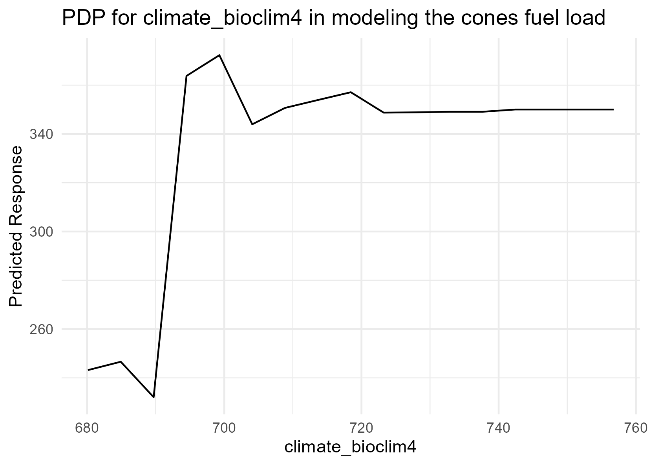 PDP for climate_bioclim4 in modeling the cones fuel load
Predicted Response
340
300
260
680
700
720
740
760
climate_bioclim4